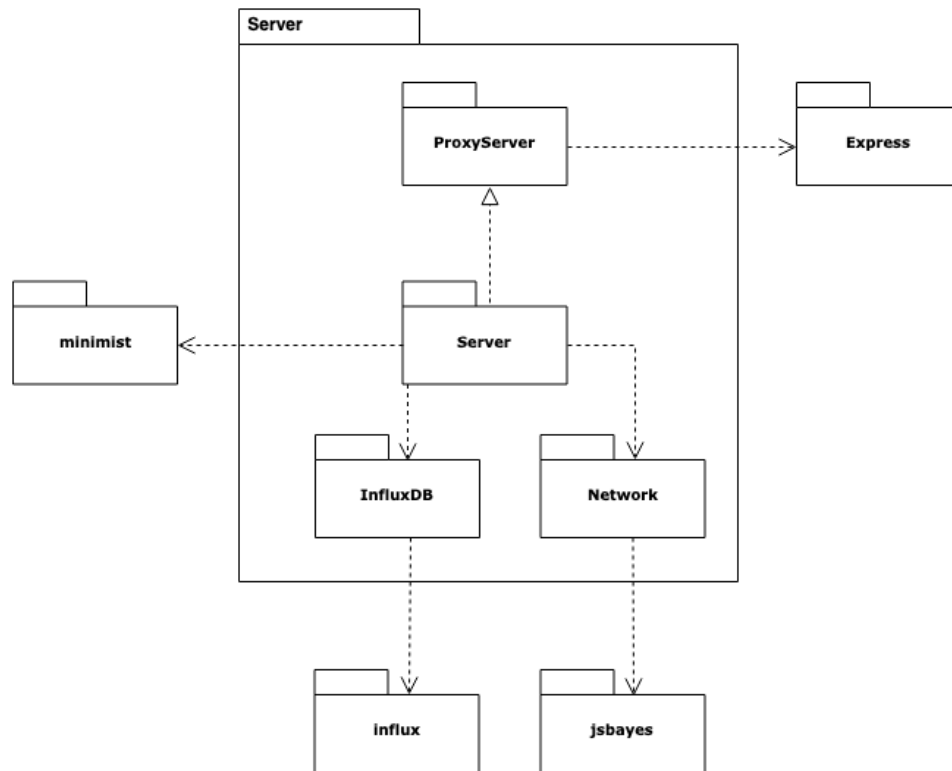 Server
ProxyServer
Express
minimist
Server
InfluxDB
Network
influx
jsbayes